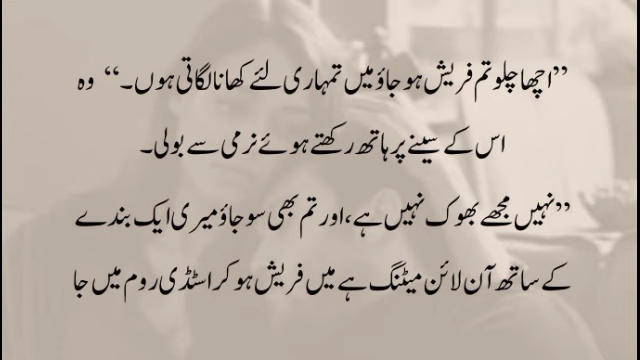 ”اچھا چلو تم فریش ہو جاؤ میں تمہاری لئے کھانا لگاتی ہوں۔“ وہ
اس کے سینے پر ہاتھ رکھتے ہوئے نرمی سے بولی۔
”نہیں مجھے بھوک نہیں ہے، اور تم بھی سو جاؤ میری ایک بندے
کے ساتھ آن لائن میٹنگ ہے میں فریش ہو کر اسٹڈی روم میں جا